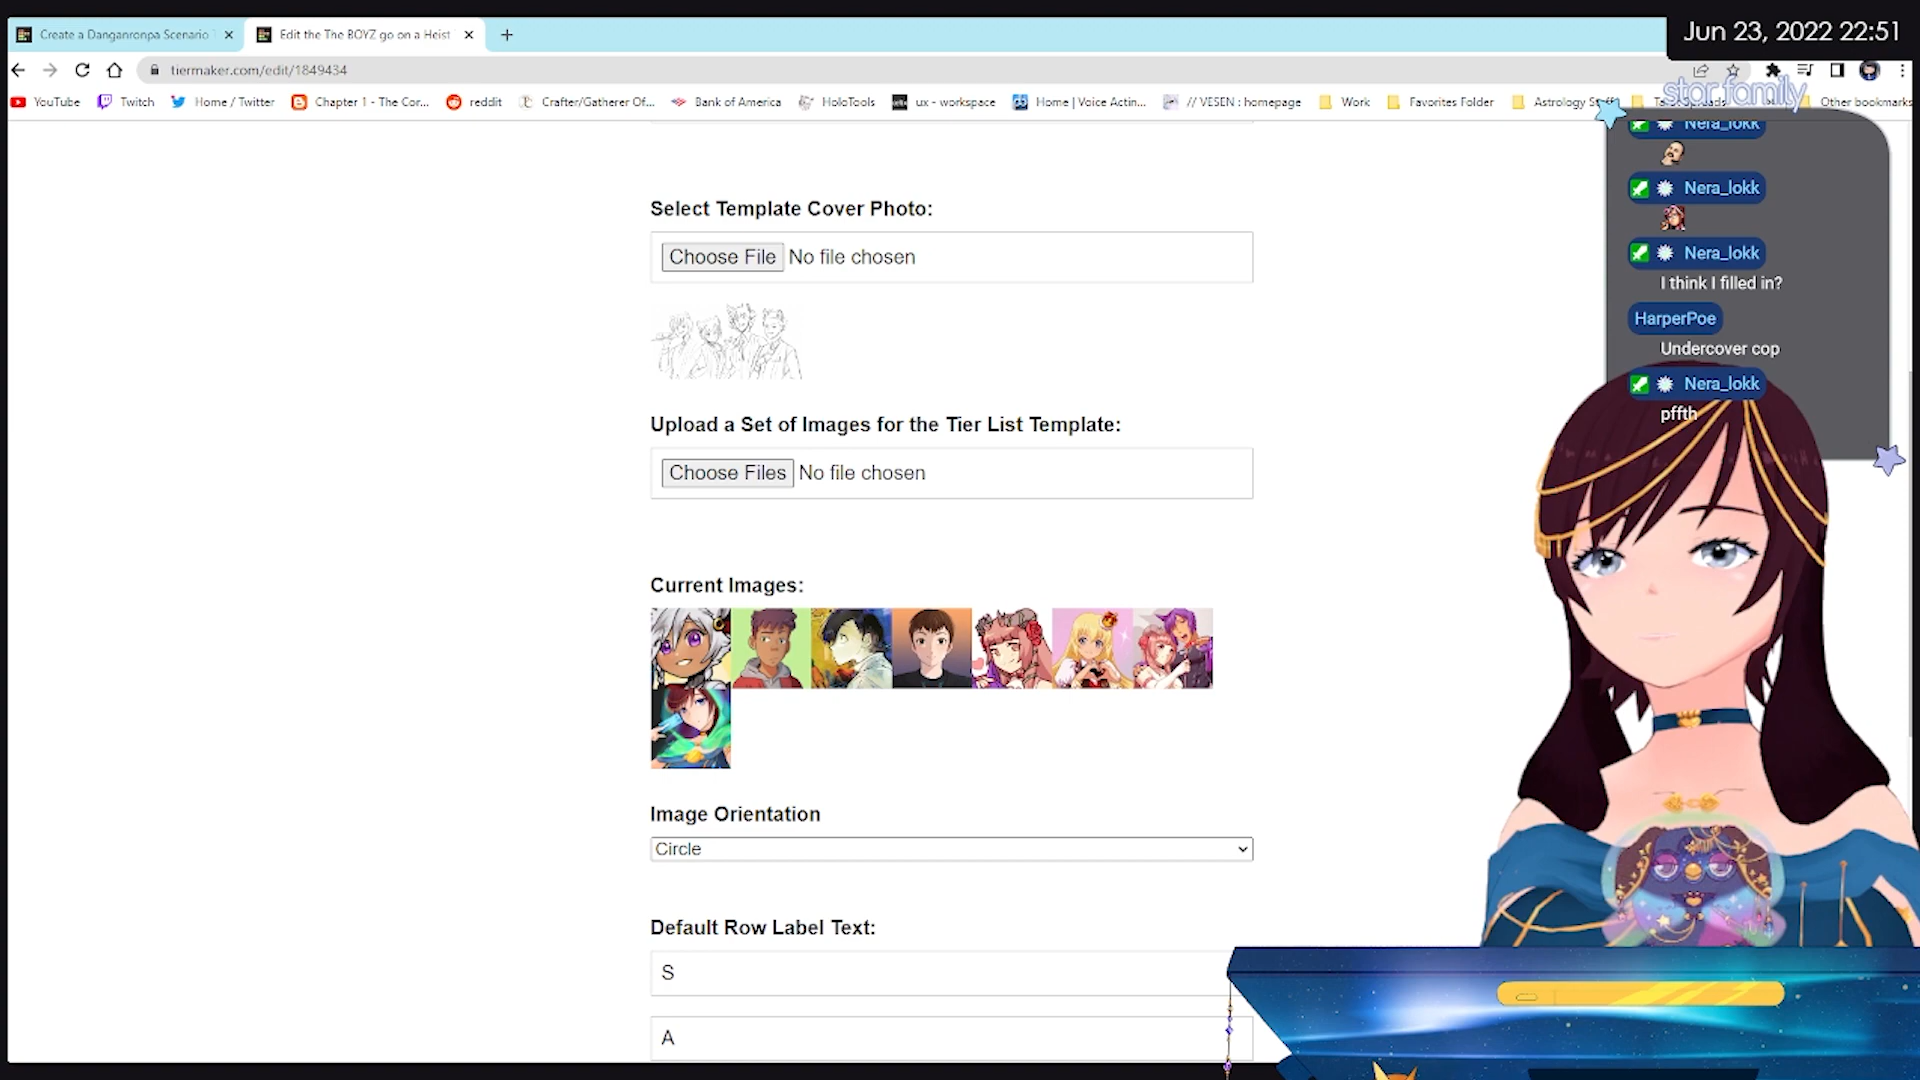 Create a Danganronpa Scenario
Edit the The BOYZ go on a Heist
Jun 23, 2022 22:51
tiermaker.com/edit/1849434
YouTube
Twitch
Home / Twitter
Chapter 1 - The Cor...
reddit
Crafter/Gatherer Of...
Bank of America
HoloTools
ux - workspace
Home | Voice Actin...
// VESEN : homepage
Work
Favorites Folder
Astrology
Other bookmarks
star family
Nera_lokk
Nera_lokk
Nera_lokk
I think I filled in?
HarperPoe
Undercover cop
Nera_lokk
pffth
Select Template Cover Photo:
Choose File No file chosen
Upload a Set of Images for the Tier List Template:
Choose Files No file chosen
Current Images:
Image Orientation
Circle
Default Row Label Text:
S
A